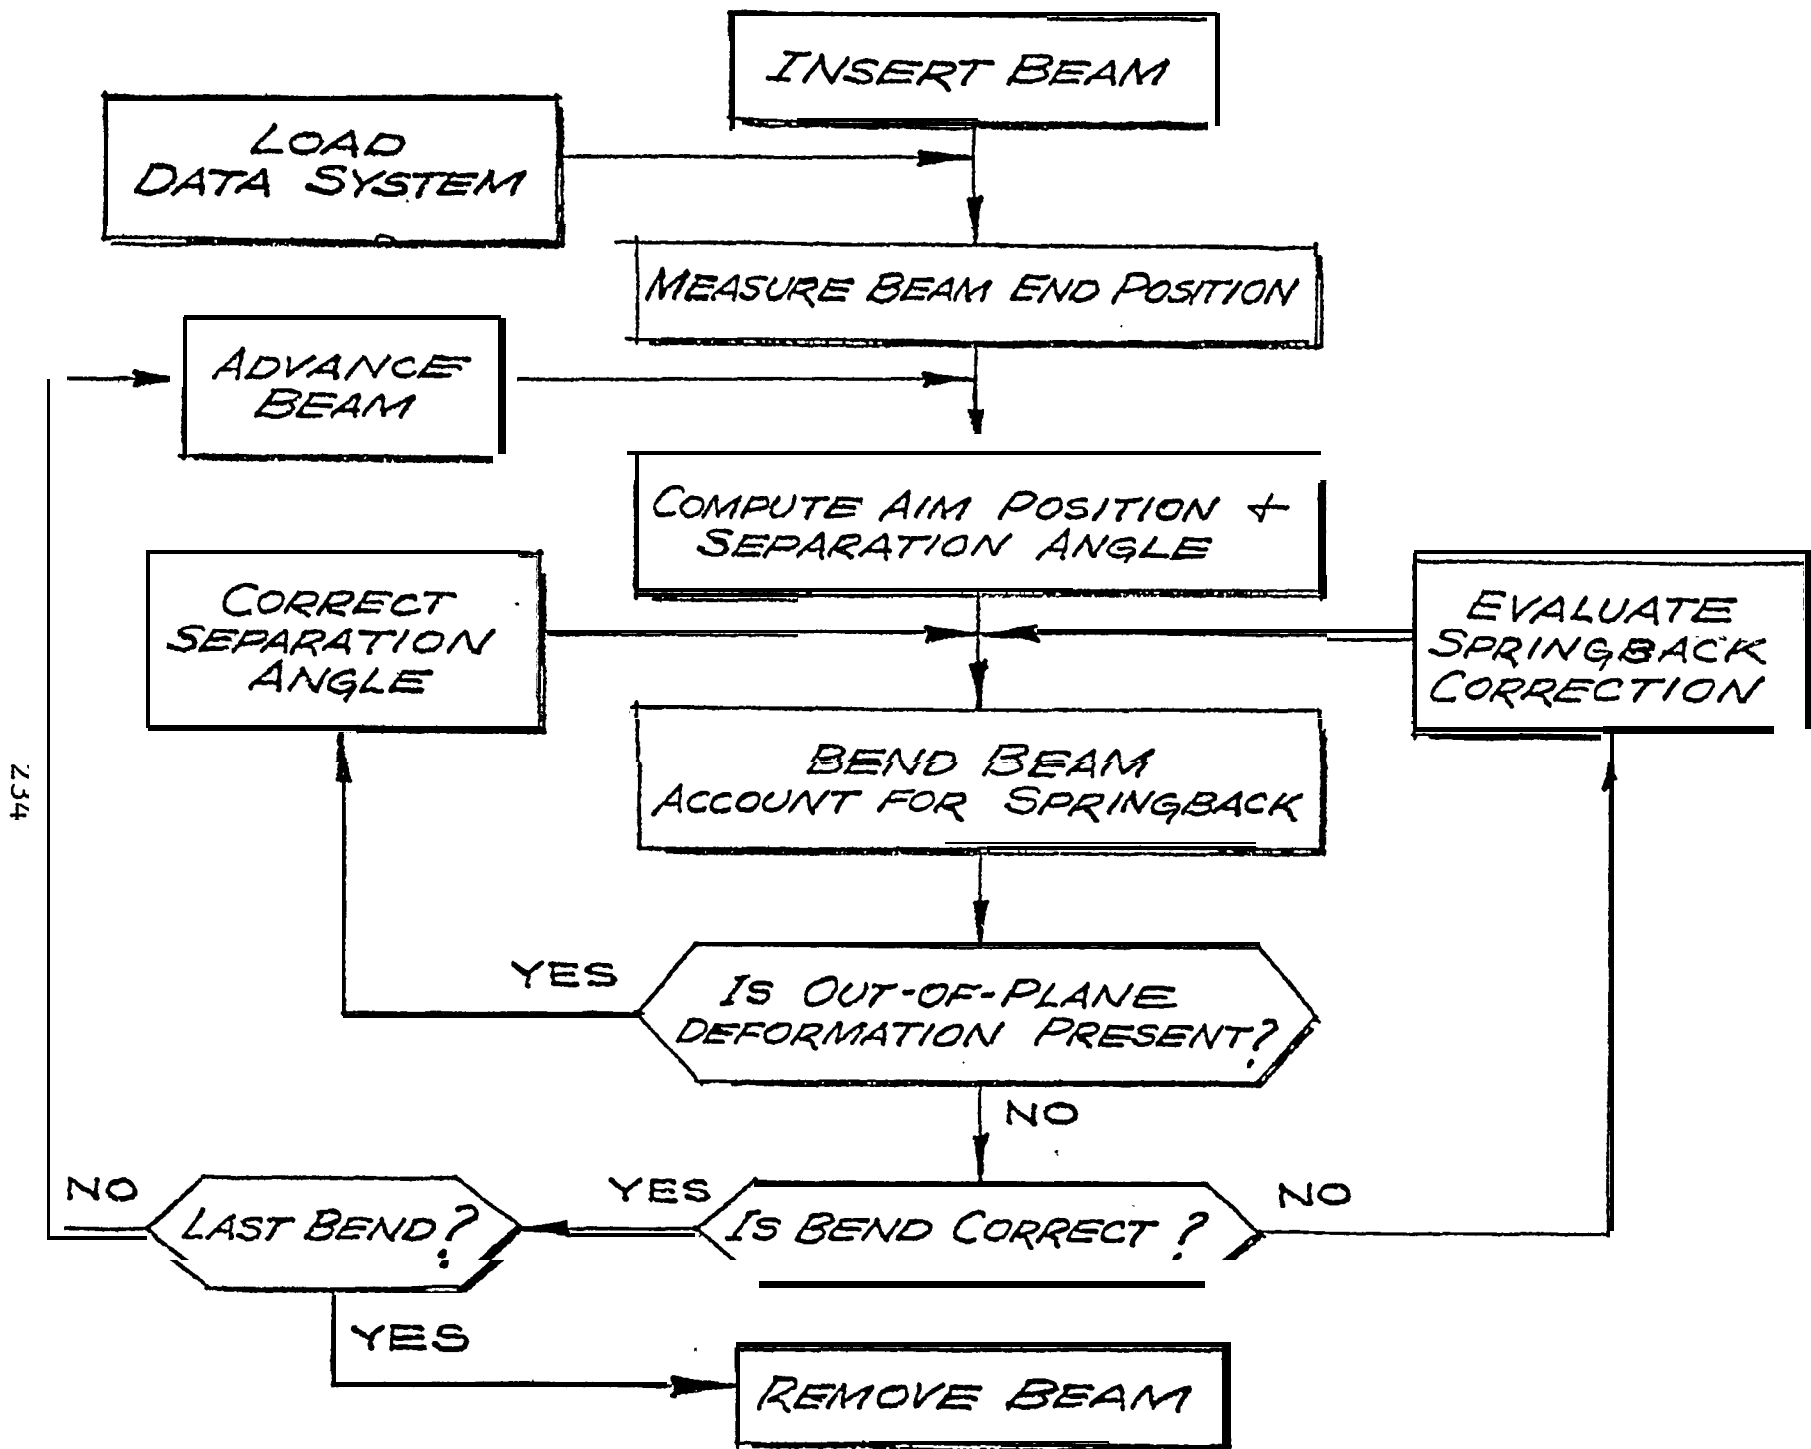 INSERT BEAM
LOAD
DATA SYSTEM
MEASURE BEAM END POSITION
ADVANCE
BEAM
COMPUTE AIM POSITION +
SEPARATION ANGLE
CORRECT
SEPARATION
ANGLE
EVALUATE
SPRINGBACK
CORRECTION
BEND BEAM
ACCOUNT FOR SPRINGBACK
234
YES
IS OUT-OF-PLANE
DEFORMATION PRESENT?
NO
NO
LAST BEND?
YES
IS BEND CORRECT?
NO
YES
REMOVE BEAM